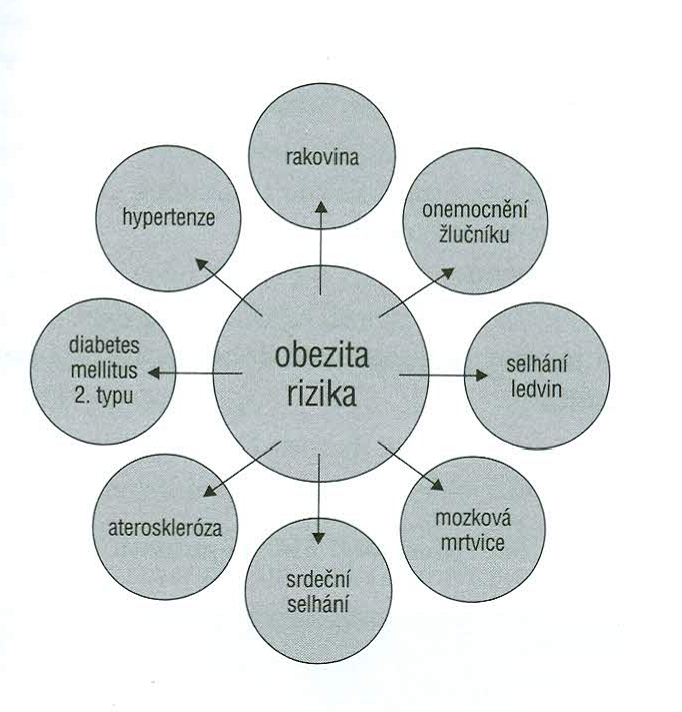 rakovina
hypertenze
onemocnění
žlučníku
obezita
rizika
diabetes
mellitus
2. typu
selhání
ledvin
ateroskleróza
mozková
mrtvice
srdeční
selhání